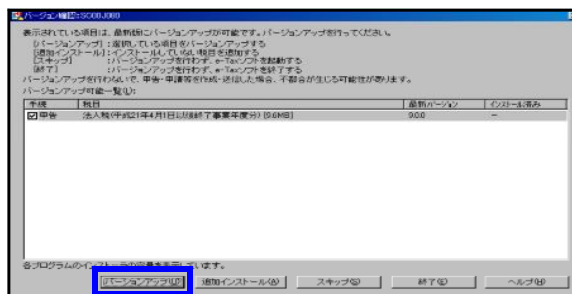 バージョン確認:SC00J000
表示されている項目は、最新版にバージョンアップが可能です。バージョンアップを行ってください。
[バージョンアップ]：選択している項目をバージョンアップする
[追加インストール]：インストールしていない税目を追加する
[スキップ]：バージョンアップを行わず、e-Taxソフトを起動する
[終了]：バージョンアップを行わず、e-Taxソフトを終了する
バージョンアップを行わないで、申告・申請等を作成・送信した場合、不都合が生じる可能性があります。
バージョンアップ可能一覧(L):
手続 税目 最新バージョン インストール済み
申告 法人税(平成21年4月1日以後終了事業年度分) [9.6MB] 9.0.0 −
各プログラムのインストーラの容量を表示しています。
バージョンアップ(U) 追加インストール(A) スキップ(S) 終了(E) ヘルプ(H)